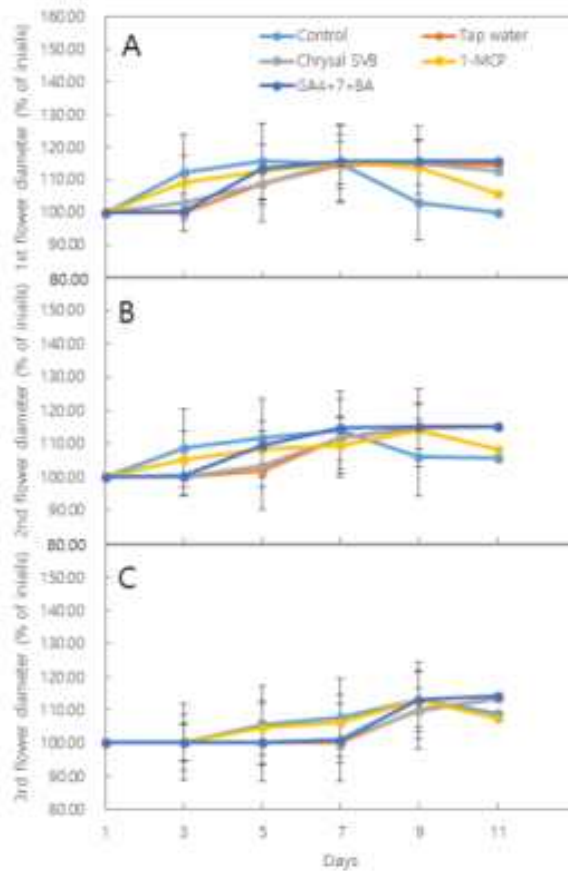 160.00
150.00
140.00
130.00
120.00
110.00
100.00
90.00
80.00
1st flower diameter (% of inials)
A
Control
Tap water
Chrysal SVB
1-MCP
GA4+7+BA
150.00
140.00
130.00
120.00
110.00
100.00
90.00
80.00
2nd flower diameter (% of inials)
B
150.00
140.00
130.00
120.00
110.00
100.00
90.00
80.00
3rd flower diameter (% of inials)
C
1 3 5 7 9 11
Days